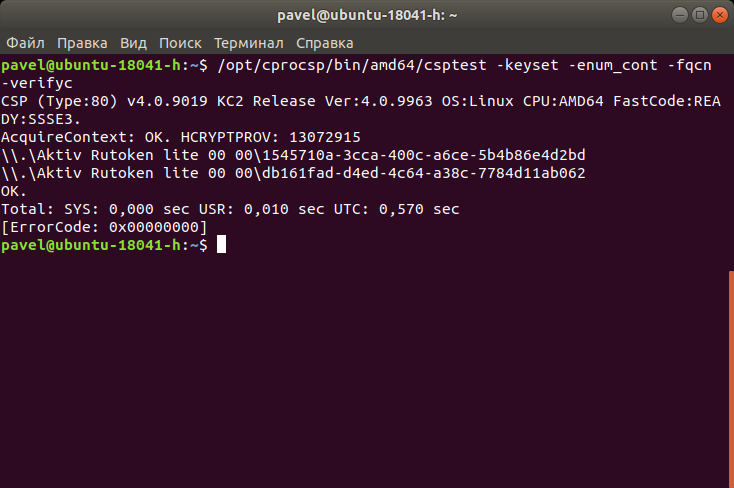 pavel@ubuntu-18041-h: ~
Файл Правка Вид Поиск Терминал Справка
pavel@ubuntu-18041-h:~$ /opt/cprocsp/bin/amd64/csptest -keyset -enum_cont -fqcn
-verifyc
CSP (Type:80) v4.0.9019 KC2 Release Ver:4.0.9963 OS:Linux CPU:AMD64 FastCode:REA
DY:SSSE3.
AcquireContext: OK. HCRYPTPROV: 13072915
\\.\Aktiv Rutoken lite 00 00\1545710a-3cca-400c-a6ce-5b4b86e4d2bd
\\.\Aktiv Rutoken lite 00 00\db161fad-d4ed-4c64-a38c-7784d11ab062
OK.
Total: SYS: 0,000 sec USR: 0,010 sec UTC: 0,570 sec
[ErrorCode: 0x00000000]
pavel@ubuntu-18041-h:~$